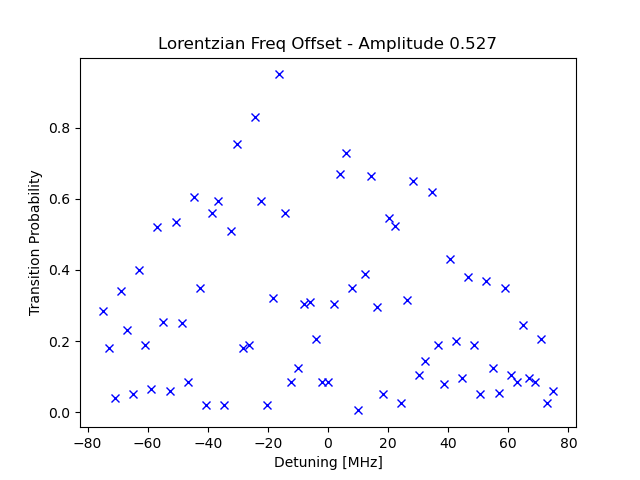 Lorentzian Freq Offset - Amplitude 0.527
Transition Probability
0.8
0.6
0.4
0.2
0.0
−80 −60 −40 −20 0 20 40 60 80
Detuning [MHz]